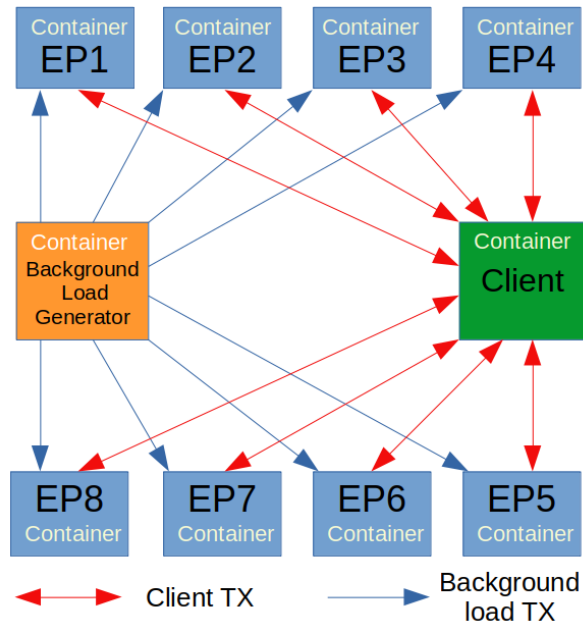 Container
EP1
Container
EP2
Container
EP3
Container
EP4
Container
Background
Load
Generator
Container
Client
EP8
Container
EP7
Container
EP6
Container
EP5
Container
Client TX
Background
load TX